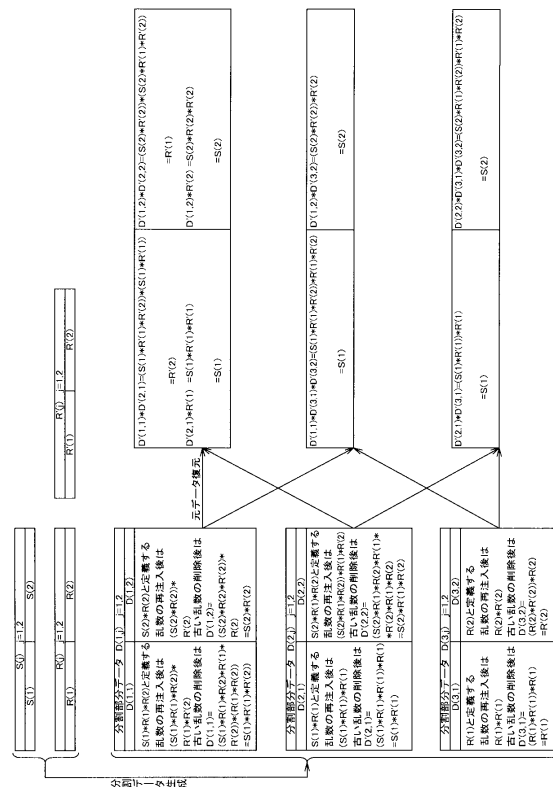 S(j) j=1,2
S(1) S(2)
R(j) j=1,2
R(1) R(2)
R'(j) j=1,2
R'(1) R'(2)
分割データ生成
分割部分データ D(1,j) j=1,2
D(1,1)
S(1)*R(1)*R(2)と定義する
乱数の再注入後は
(S(1)*R(1)*R(2))*
R'(1)*R'(2)
古い乱数の削除後は
D'(1,1)=
(S(1)*R(1)*R(2)*R'(1)*
R'(2))*(R(1)*R(2))
=S(1)*R'(1)*R'(2)
D(1,2)
S(2)*R(2)と定義する
乱数の再注入後は
(S(2)*R(2))*
R'(2)
古い乱数の削除後は
D'(1,2)=
(S(2)*R(2)*R'(2))*
R(2)
=S(2)*R'(2)
分割部分データ D(2,j) j=1,2
D(2,1)
S(1)*R(1)と定義する
乱数の再注入後は
(S(1)*R(1))*R'(1)
古い乱数の削除後は
D'(2,1)=
(S(1)*R(1)*R'(1))*R(1)
=S(1)*R'(1)
D(2,2)
S(2)*R(1)*R(2)と定義する
乱数の再注入後は
(S(2)*R(1)*R(2))*R'(1)*R'(2)
古い乱数の削除後は
D'(2,2)=
(S(2)*R(1)*R(2)*R'(1)*
*R'(2)*R(1)*R(2)
=S(2)*R'(1)*R'(2)
分割部分データ D(3,j) j=1,2
D(3,1)
R(1)と定義する
乱数の再注入後は
R(1)*R'(1)
古い乱数の削除後は
D'(3,1)=
(R(1)*R'(1))*R(1)
=R'(1)
D(3,2)
R(2)と定義する
乱数の再注入後は
R(2)*R'(2)
古い乱数の削除後は
D'(3,2)=
(R(2)*R'(2))*R(2)
=R'(2)
元データ復元
D'(1,1)*D'(2,1)=(S(1)*R'(1)*R'(2))*(S(1)*R'(1))
=R'(2)
D'(2,1)*R'(1) =S(1)*R'(1)*R'(1)
=S(1)
D'(1,2)*D'(2,2)=(S(2)*R'(2))*(S(2)*R'(1)*R'(2))
=R'(1)
D'(1,2)*R'(2) =S(2)*R'(2)*R'(2)
=S(2)
D'(1,1)*D'(3,1)*D'(3,2)=(S(1)*R'(1)*R'(2))*R'(1)*R'(2)
=S(1)
D'(1,2)*D'(3,2)=(S(2)*R'(2))*R'(2)
=S(2)
D'(2,1)*D'(3,1)=(S(1)*R'(1))*R'(1)
=S(1)
D'(2,2)*D'(3,1)*D'(3,2)=(S(2)*R'(1)*R'(2))*R'(1)*R'(2)
=S(2)